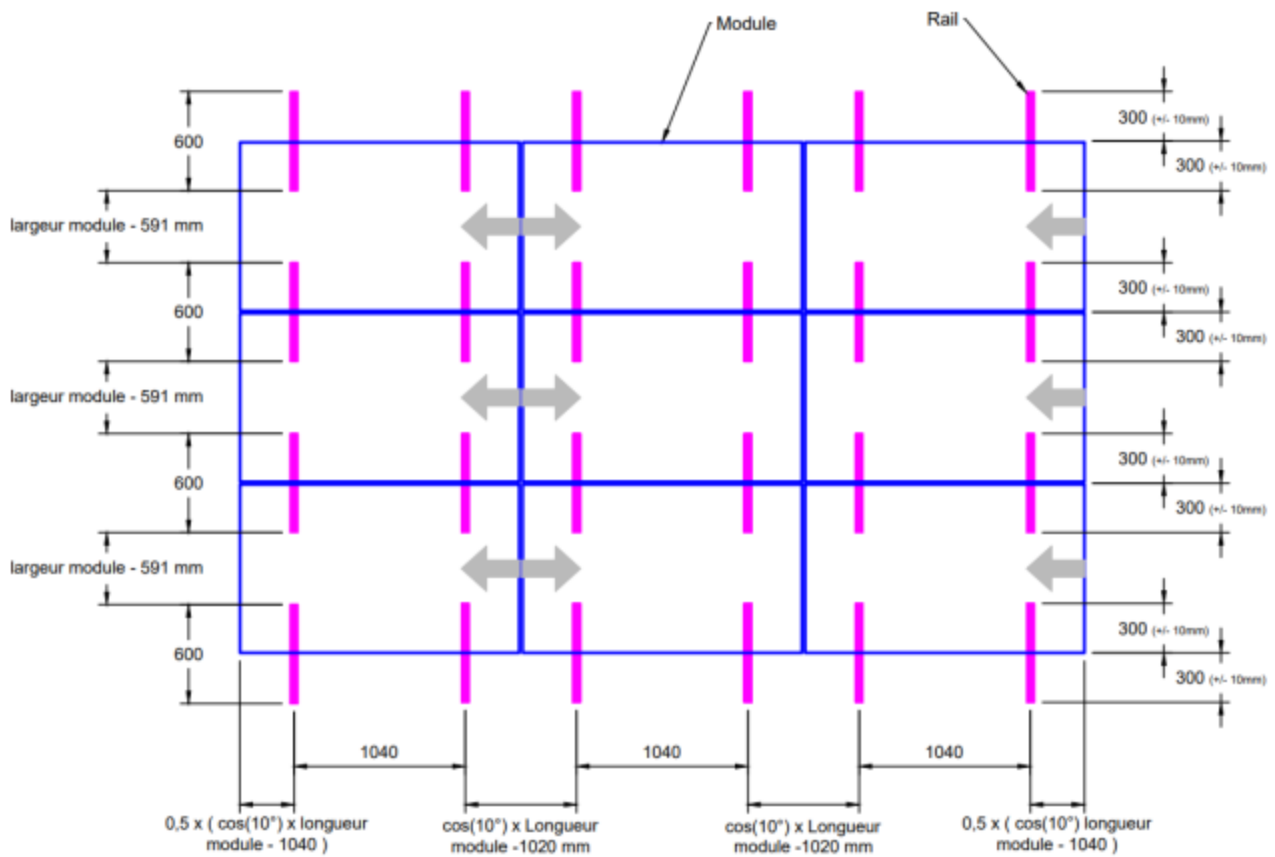 Module
Rail
600
300 (+/- 10mm)
300 (+/- 10mm)
largeur module - 591 mm
600
300 (+/- 10mm)
300 (+/- 10mm)
largeur module - 591 mm
600
300 (+/- 10mm)
300 (+/- 10mm)
largeur module - 591 mm
600
300 (+/- 10mm)
300 (+/- 10mm)
1040
1040
1040
0,5 x ( cos(10°) x longueur
module - 1040 )
cos(10°) x Longueur
module -1020 mm
cos(10°) x Longueur
module -1020 mm
0,5 x ( cos(10°) longueur
module - 1040 )